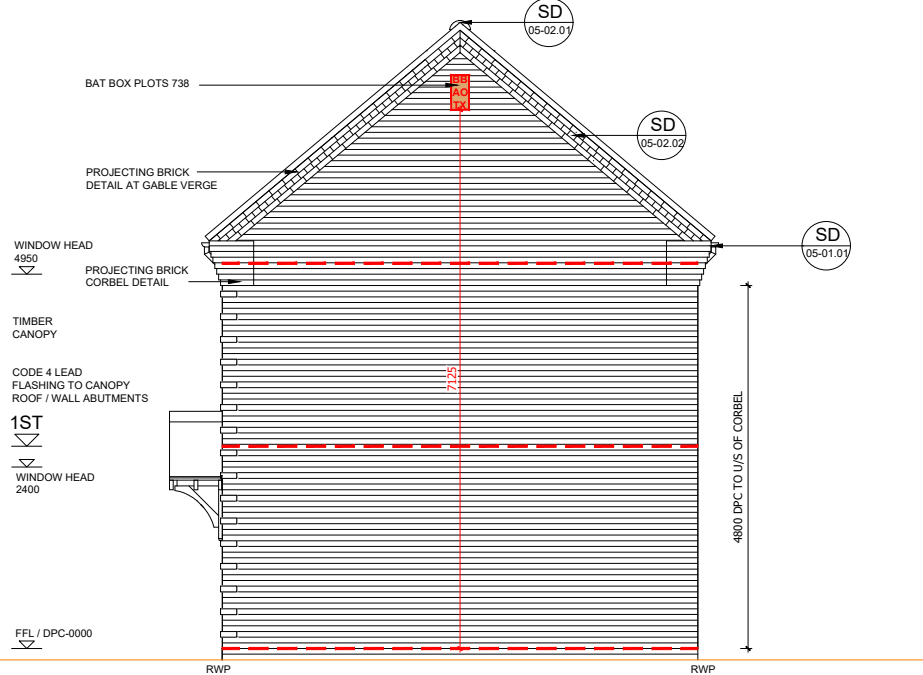 SD
05-02.01
BAT BOX PLOTS 738
BB
AO
TX
SD
05-02.02
PROJECTING BRICK
DETAIL AT GABLE VERGE
SD
05-01.01
WINDOW HEAD
4950
PROJECTING BRICK
CORBEL DETAIL
TIMBER
CANOPY
CODE 4 LEAD
FLASHING TO CANOPY
ROOF / WALL ABUTMENTS
7125
1ST
WINDOW HEAD
2400
4800 DPC TO U/S OF CORBEL
FFL / DPC-0000
RWP
RWP